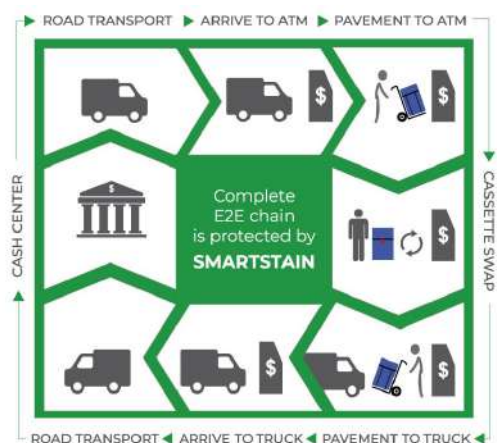 ROAD TRANSPORT
ARRIVE TO ATM
PAVEMENT TO ATM
CASH CENTER
$
$
$
Complete
E2E chain
is protected by
SMARTSTAIN
$
CASSETTE SWAP
$
$
ROAD TRANSPORT
ARRIVE TO TRUCK
PAVEMENT TO TRUCK